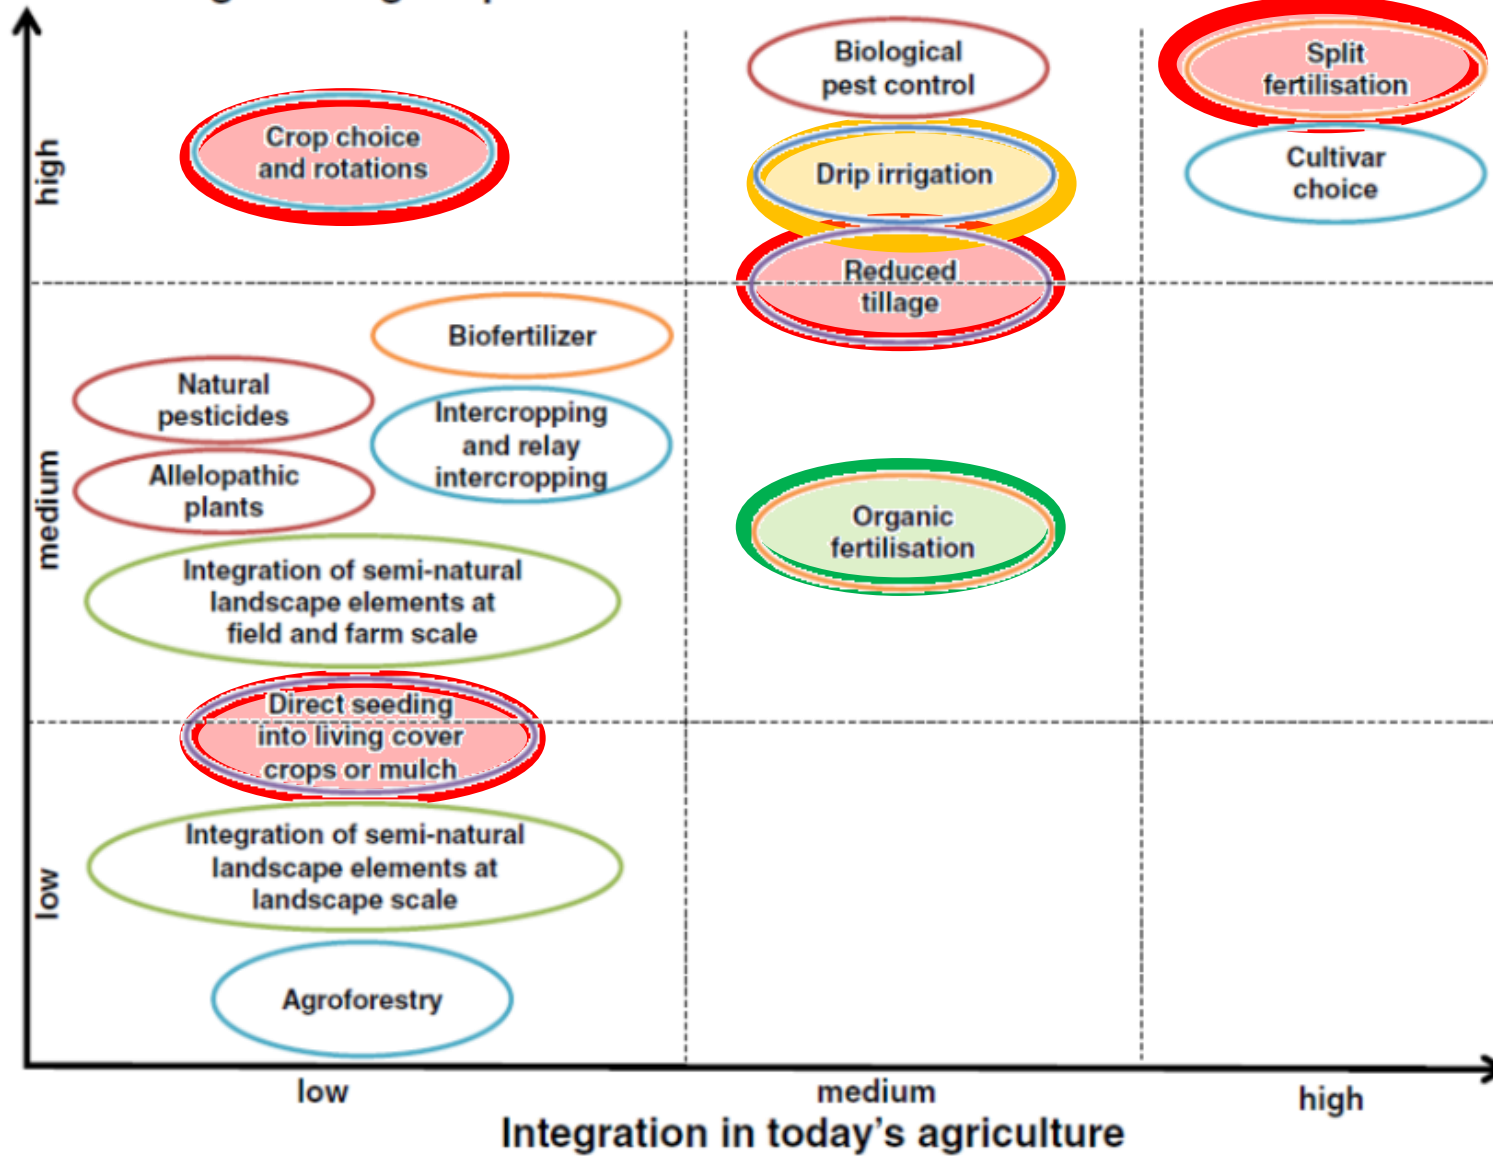 high
medium
low
Biological
pest control
Split
fertilisation
Crop choice
and rotations
Drip irrigation
Cultivar
choice
Reduced
tillage
Biofertilizer
Natural
pesticides
Intercropping
and relay
intercropping
Allelopathic
plants
Organic
fertilisation
Integration of semi-natural
landscape elements at
field and farm scale
Direct seeding
into living cover
crops or mulch
Integration of semi-natural
landscape elements at
landscape scale
Agroforestry
low
medium
high
Integration in today's agriculture